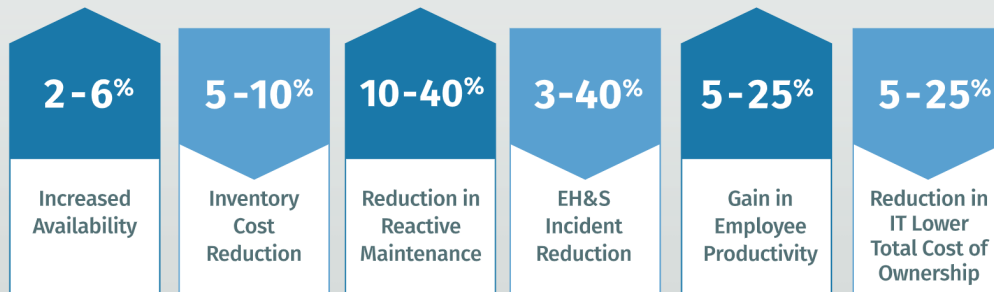 2-6%
Increased
Availability
5-10%
Inventory
Cost
Reduction
10-40%
Reduction in
Reactive
Maintenance
3-40%
EH&S
Incident
Reduction
5-25%
Gain in
Employee
Productivity
5-25%
Reduction in
IT Lower
Total Cost of
Ownership